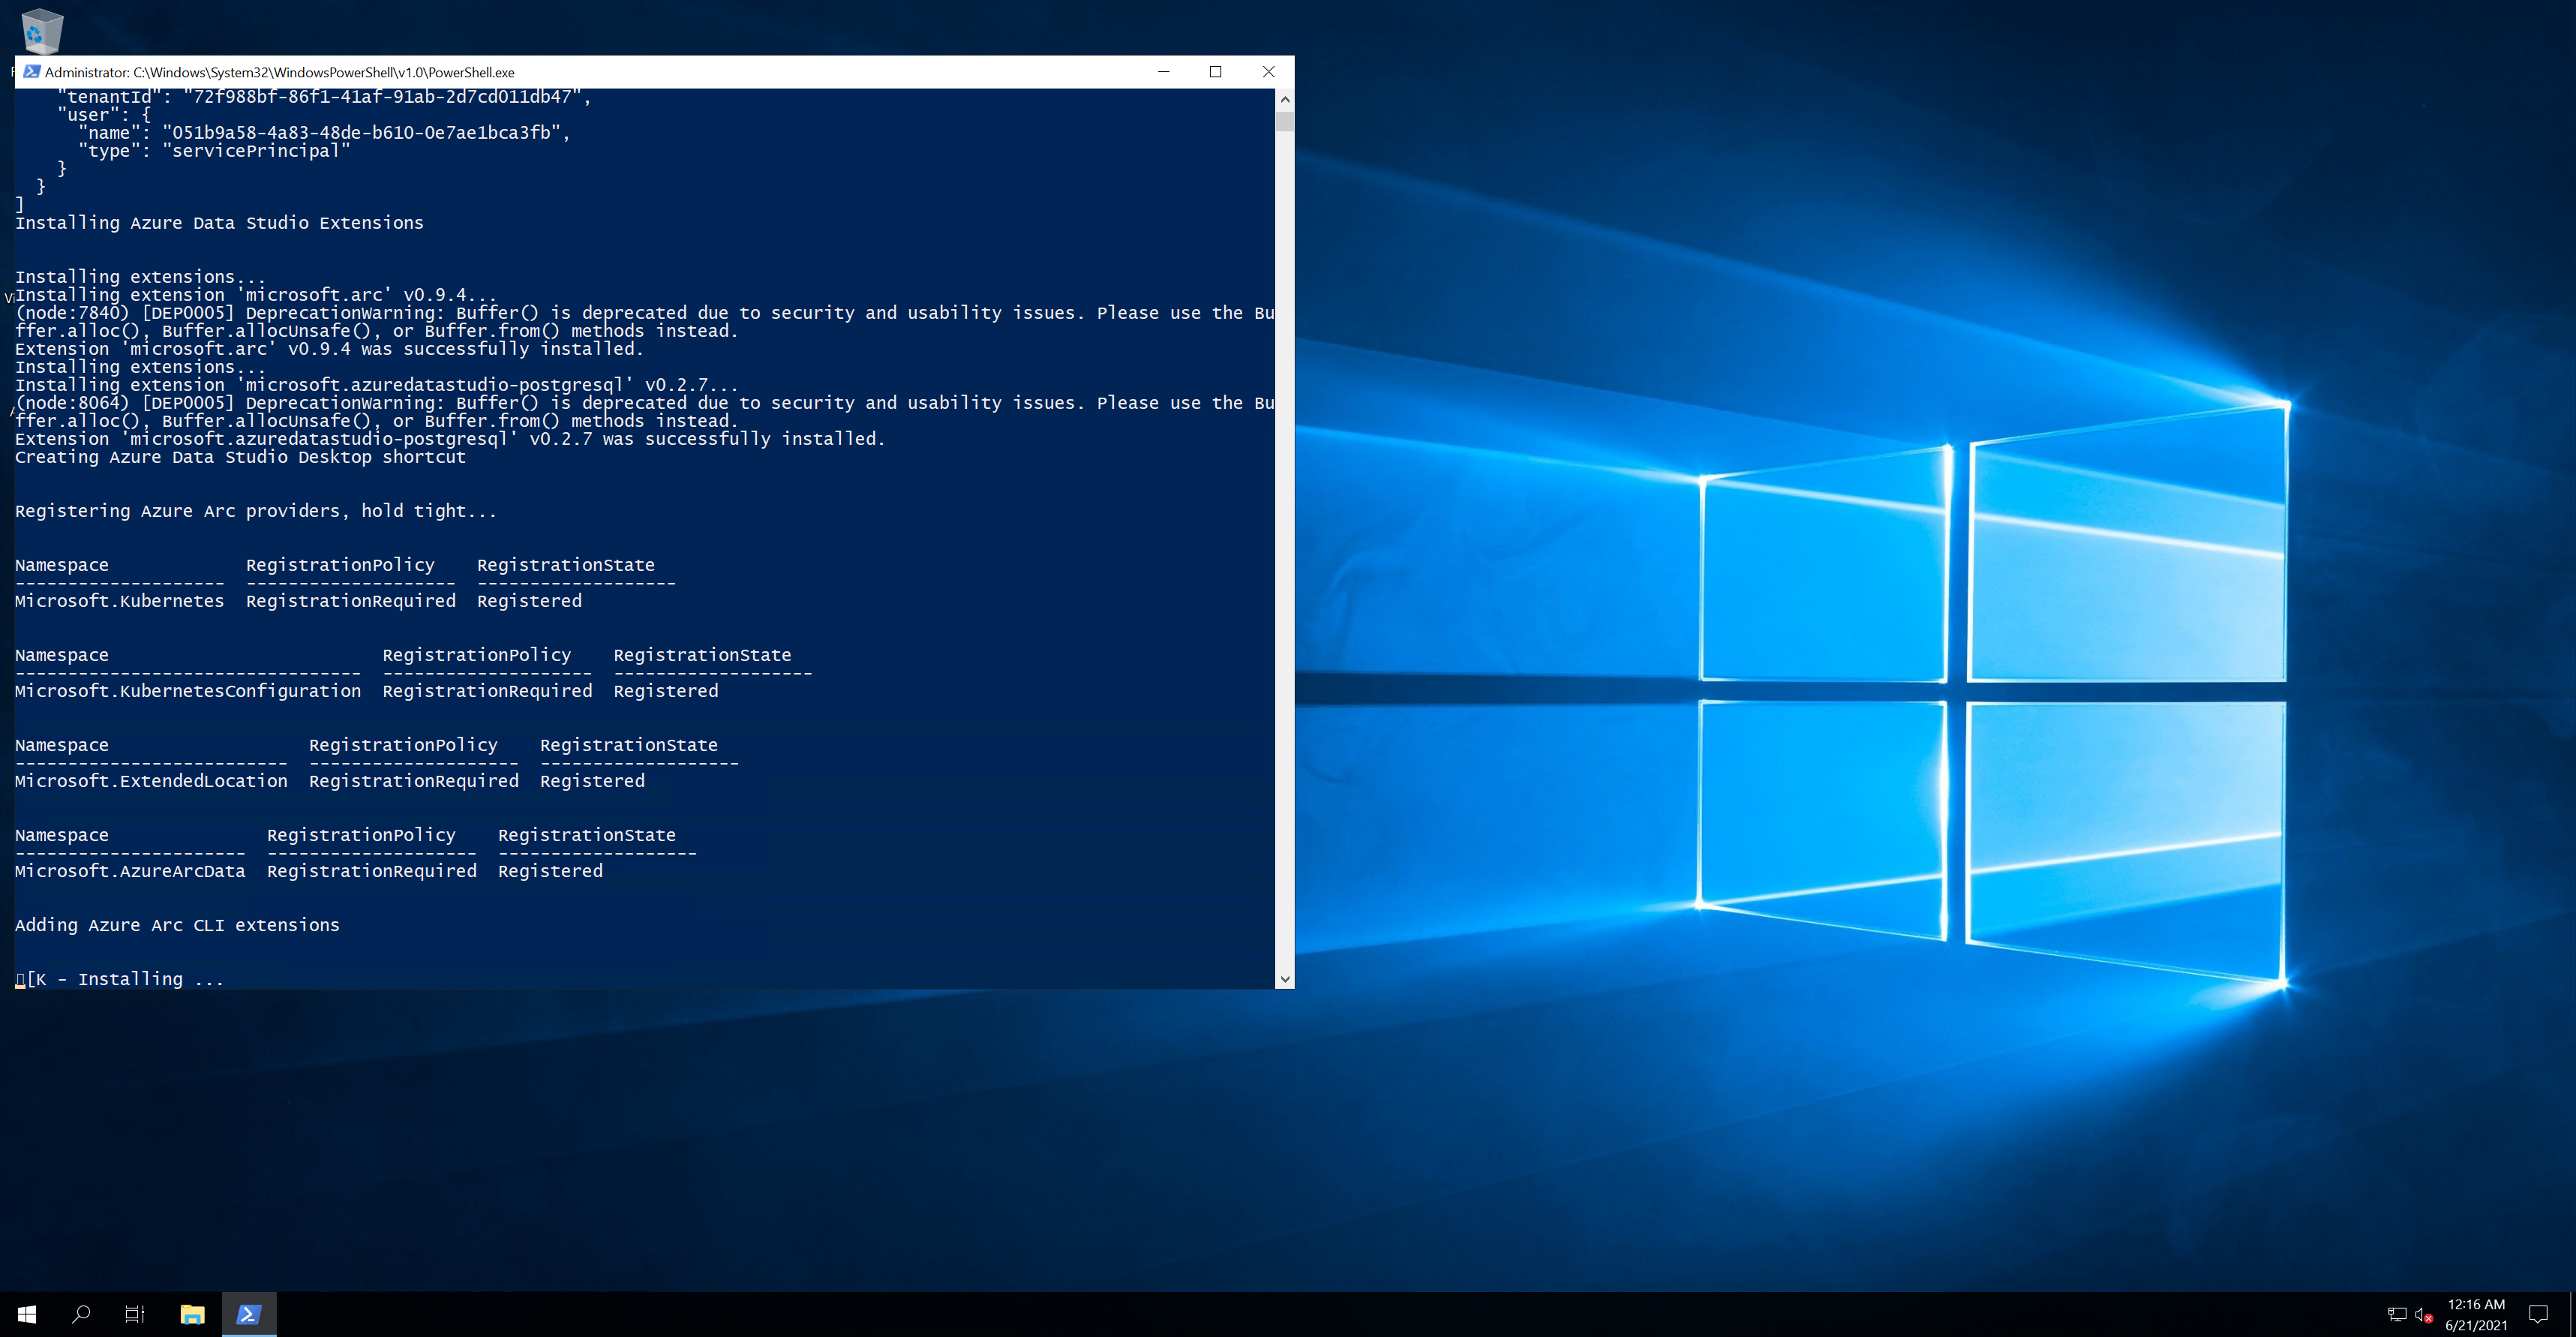 Administrator: C:\Windows\System32\WindowsPowerShell\v1.0\PowerShell.exe
"tenantId": "72f988bf-86f1-41af-91ab-2d7cd011db47",
"user": {
"name": "051b9a58-4a83-48de-b610-0e7ae1bca3fb",
"type": "servicePrincipal"
}
}
]
Installing Azure Data Studio Extensions
Installing extensions...
Installing extension 'microsoft.arc' v0.9.4...
(node:7840) [DEP0005] DeprecationWarning: Buffer() is deprecated due to security and usability issues. Please use the Bu
ffer.alloc(), Buffer.allocUnsafe(), or Buffer.from() methods instead.
Extension 'microsoft.arc' v0.9.4 was successfully installed.
Installing extensions...
Installing extension 'microsoft.azuredatastudio-postgresql' v0.2.7...
(node:8064) [DEP0005] DeprecationWarning: Buffer() is deprecated due to security and usability issues. Please use the Bu
ffer.alloc(), Buffer.allocUnsafe(), or Buffer.from() methods instead.
Extension 'microsoft.azuredatastudio-postgresql' v0.2.7 was successfully installed.
Creating Azure Data Studio Desktop shortcut
Registering Azure Arc providers, hold tight...
Namespace RegistrationPolicy RegistrationState
-------------------- -------------------- -------------------
Microsoft.Kubernetes RegistrationRequired Registered
Namespace RegistrationPolicy RegistrationState
--------------------------------- -------------------- -------------------
Microsoft.KubernetesConfiguration RegistrationRequired Registered
Namespace RegistrationPolicy RegistrationState
-------------------------- -------------------- -------------------
Microsoft.ExtendedLocation RegistrationRequired Registered
Namespace RegistrationPolicy RegistrationState
---------------------- -------------------- -------------------
Microsoft.AzureArcData RegistrationRequired Registered
Adding Azure Arc CLI extensions
[K - Installing ...
12:16 AM
6/21/2021